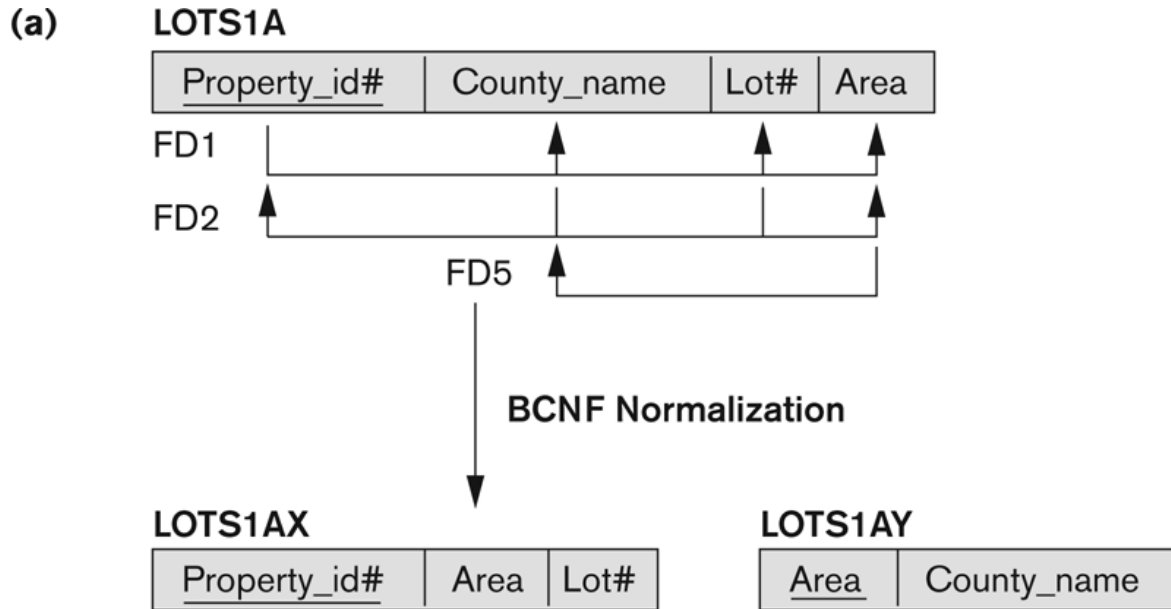 (a) LOTS1A
Property_id# County_name Lot# Area
FD1
FD2
FD5
BCNF Normalization
LOTS1AX LOTS1AY
Property_id# Area Lot# Area County_name